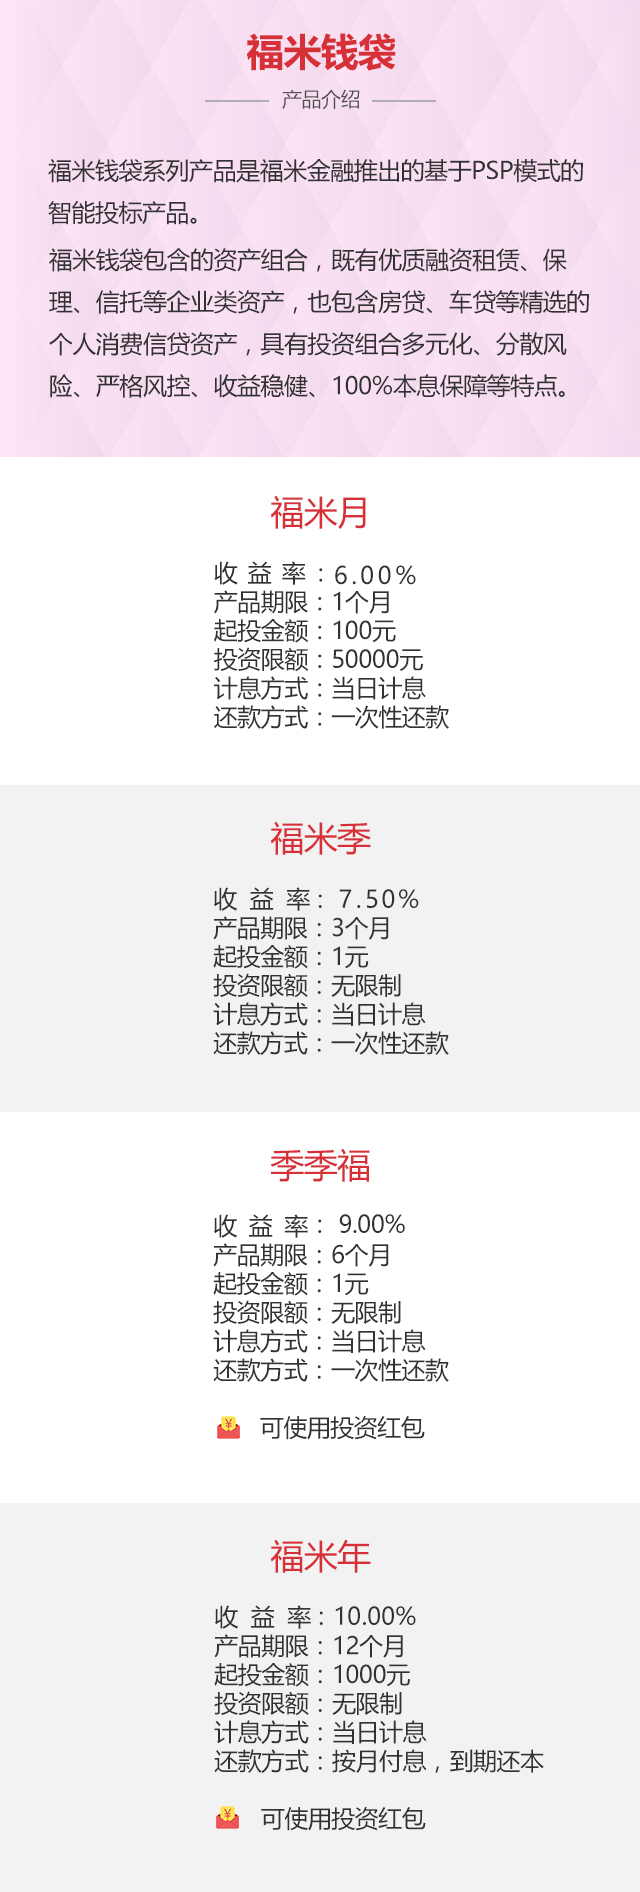 福米钱袋
产品介绍
福米钱袋系列产品是福米金融推出的基于PSP模式的
智能投标产品。
福米钱袋包含的资产组合，既有优质融资租赁、保
理、信托等企业类资产，也包含房贷、车贷等精选的
个人消费信贷资产，具有投资组合多元化、分散风
险、严格风控、收益稳健、100%本息保障等特点。
福米月
收益率：6.00%
产品期限：1个月
起投金额：100元
投资限额：50000元
计息方式：当日计息
还款方式：一次性还款
福米季
收益率：7.50%
产品期限：3个月
起投金额：1元
投资限额：无限制
计息方式：当日计息
还款方式：一次性还款
季季福
收益率：9.00%
产品期限：6个月
起投金额：1元
投资限额：无限制
计息方式：当日计息
还款方式：一次性还款
¥ 可使用投资红包
福米年
收益率：10.00%
产品期限：12个月
起投金额：1000元
投资限额：无限制
计息方式：当日计息
还款方式：按月付息，到期还本
¥ 可使用投资红包